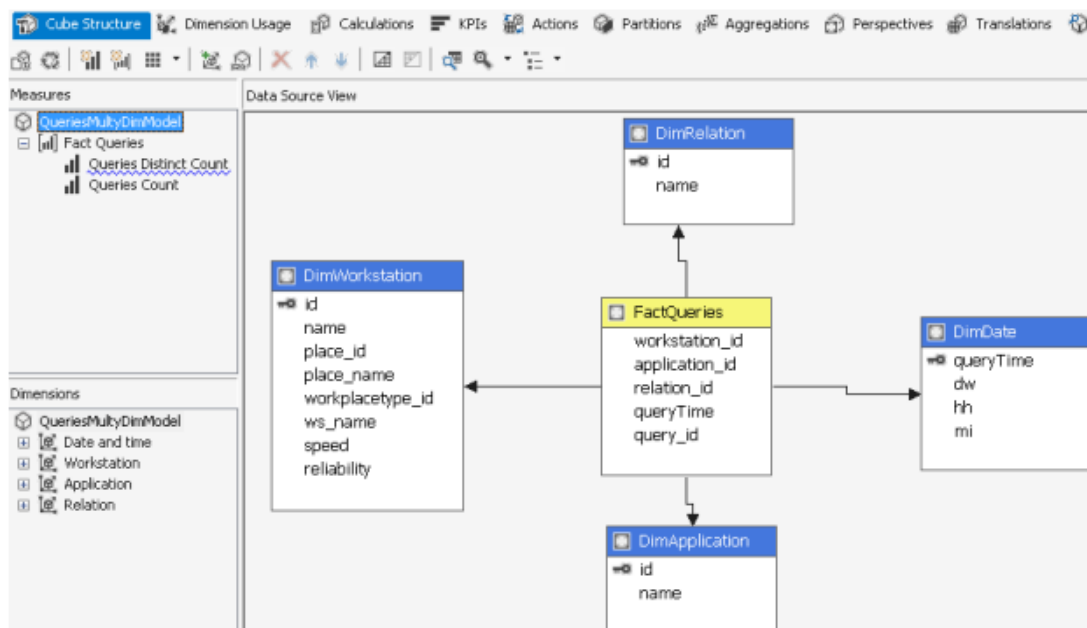 Cube Structure Dimension Usage Calculations KPIs Actions Partitions Aggregations Perspectives Translations
Measures
QueriesMultyDimModel
Fact Queries
Queries Distinct Count
Queries Count
Dimensions
QueriesMultyDimModel
Date and time
Workstation
Application
Relation
Data Source View
DimRelation
id
name
DimWorkstation
id
name
place_id
place_name
workplacetype_id
ws_name
speed
reliability
FactQueries
workstation_id
application_id
relation_id
queryTime
query_id
DimDate
queryTime
dw
hh
mi
DimApplication
id
name